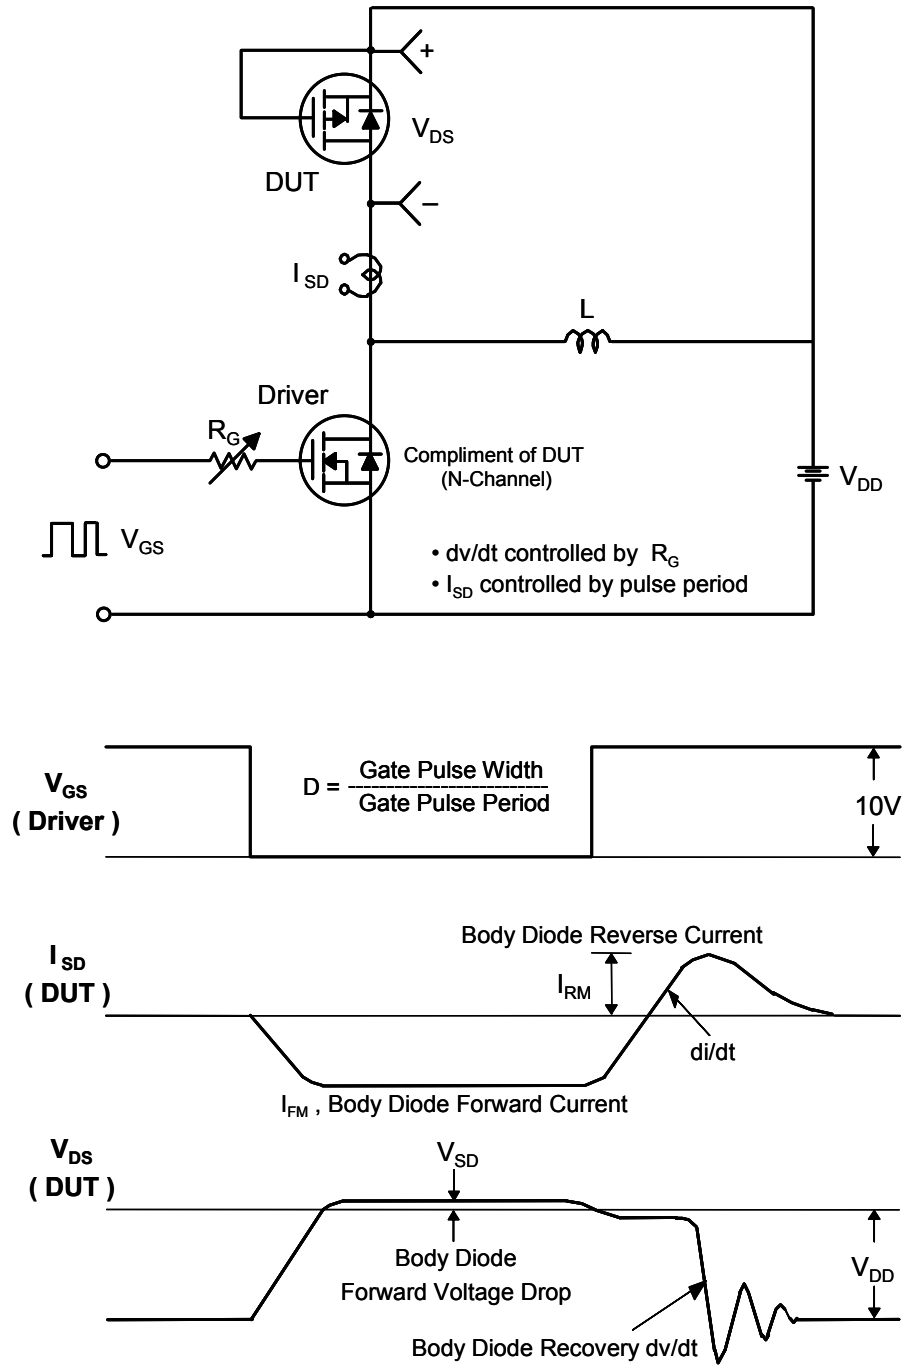 +
V_DS
DUT
−
I_SD
L
Driver
R_G
Compliment of DUT
(N-Channel)
V_DD
V_GS
• dv/dt controlled by R_G
• I_SD controlled by pulse period
V_GS
( Driver )
D = Gate Pulse Width
--------------------------
Gate Pulse Period
10V
I_SD
( DUT )
Body Diode Reverse Current
I_RM
di/dt
I_FM , Body Diode Forward Current
V_DS
( DUT )
V_SD
Body Diode
Forward Voltage Drop
V_DD
Body Diode Recovery dv/dt